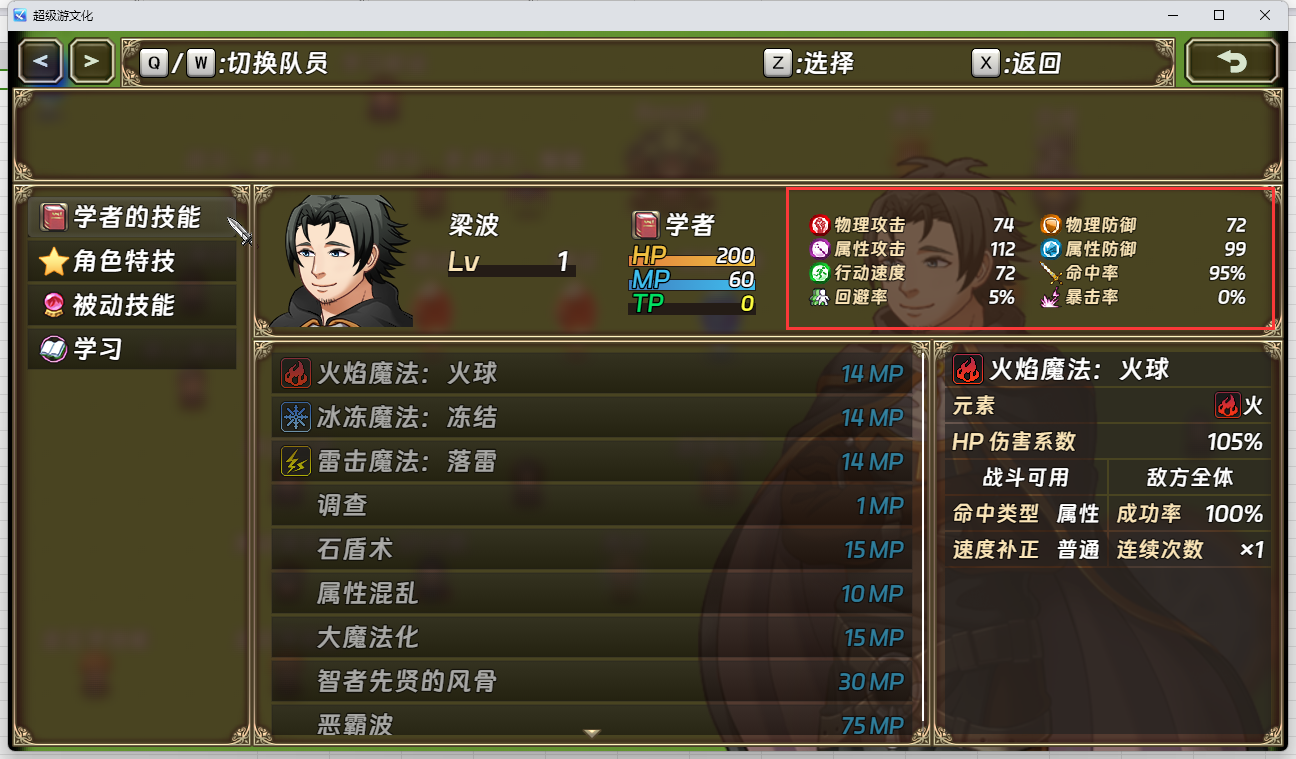 超级游文化
< > Q/W:切换队员 Z:选择 X:返回
学者的技能
角色特技
被动技能
学习
梁波
Lv 1
学者
HP 200
MP 60
TP 0
物理攻击 74 物理防御 72
属性攻击 112 属性防御 99
行动速度 72 命中率 95%
回避率 5% 暴击率 0%
火焰魔法：火球 14 MP
冰冻魔法：冻结 14 MP
雷击魔法：落雷 14 MP
调查 1 MP
石盾术 15 MP
属性混乱 10 MP
大魔法化 15 MP
智者先贤的风骨 30 MP
恶霸波 75 MP
火焰魔法：火球
元素 火
HP 伤害系数 105%
战斗可用 敌方全体
命中类型 属性 成功率 100%
速度补正 普通 连续次数 ×1